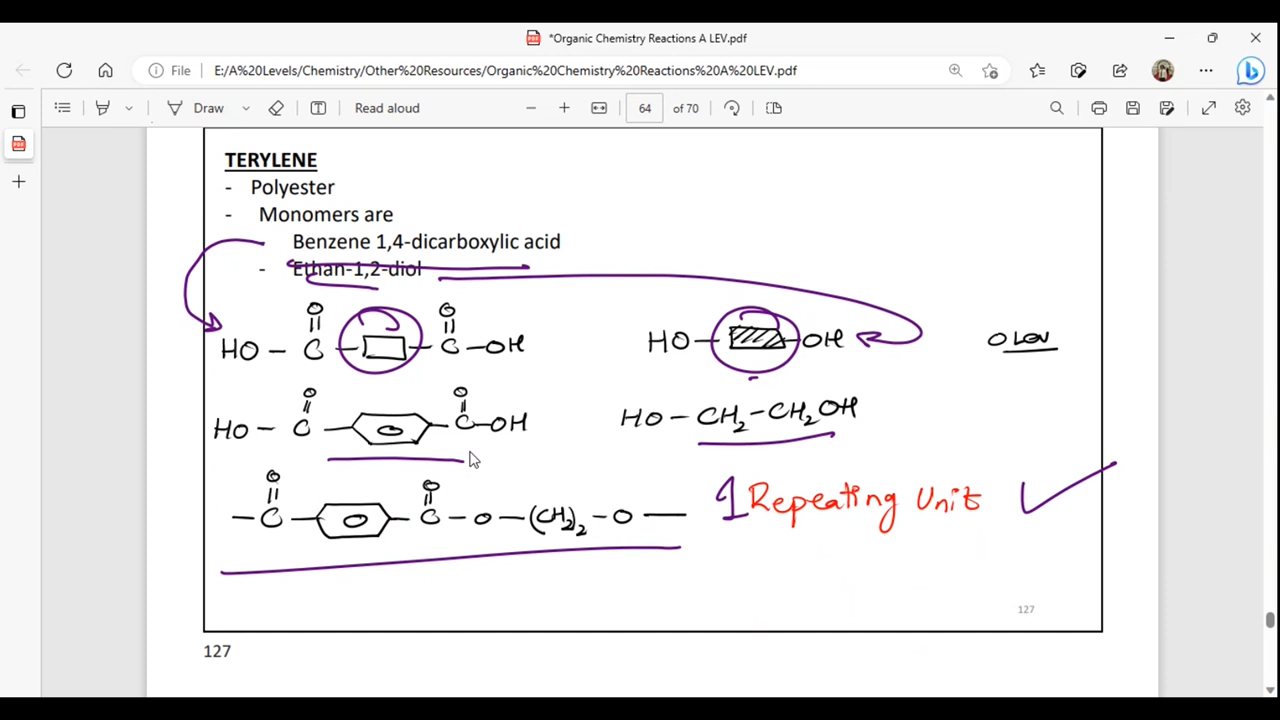 *Organic Chemistry Reactions A LEV.pdf
File E:/A%20Levels/Chemistry/Other%20Resources/Organic%20Chemistry%20Reactions%20A%20LEV.pdf
Draw Read aloud 64 of 70
TERYLENE
- Polyester
- Monomers are
Benzene 1,4-dicarboxylic acid
- Ethan-1,2-diol
O O
HO - C - - C - OH HO - - OH
O O
HO - C - - C - OH HO - CH2 - CH2OH
O O
- C - - C - O - (CH2)2 - O - 1 Repeating Unit
127
127